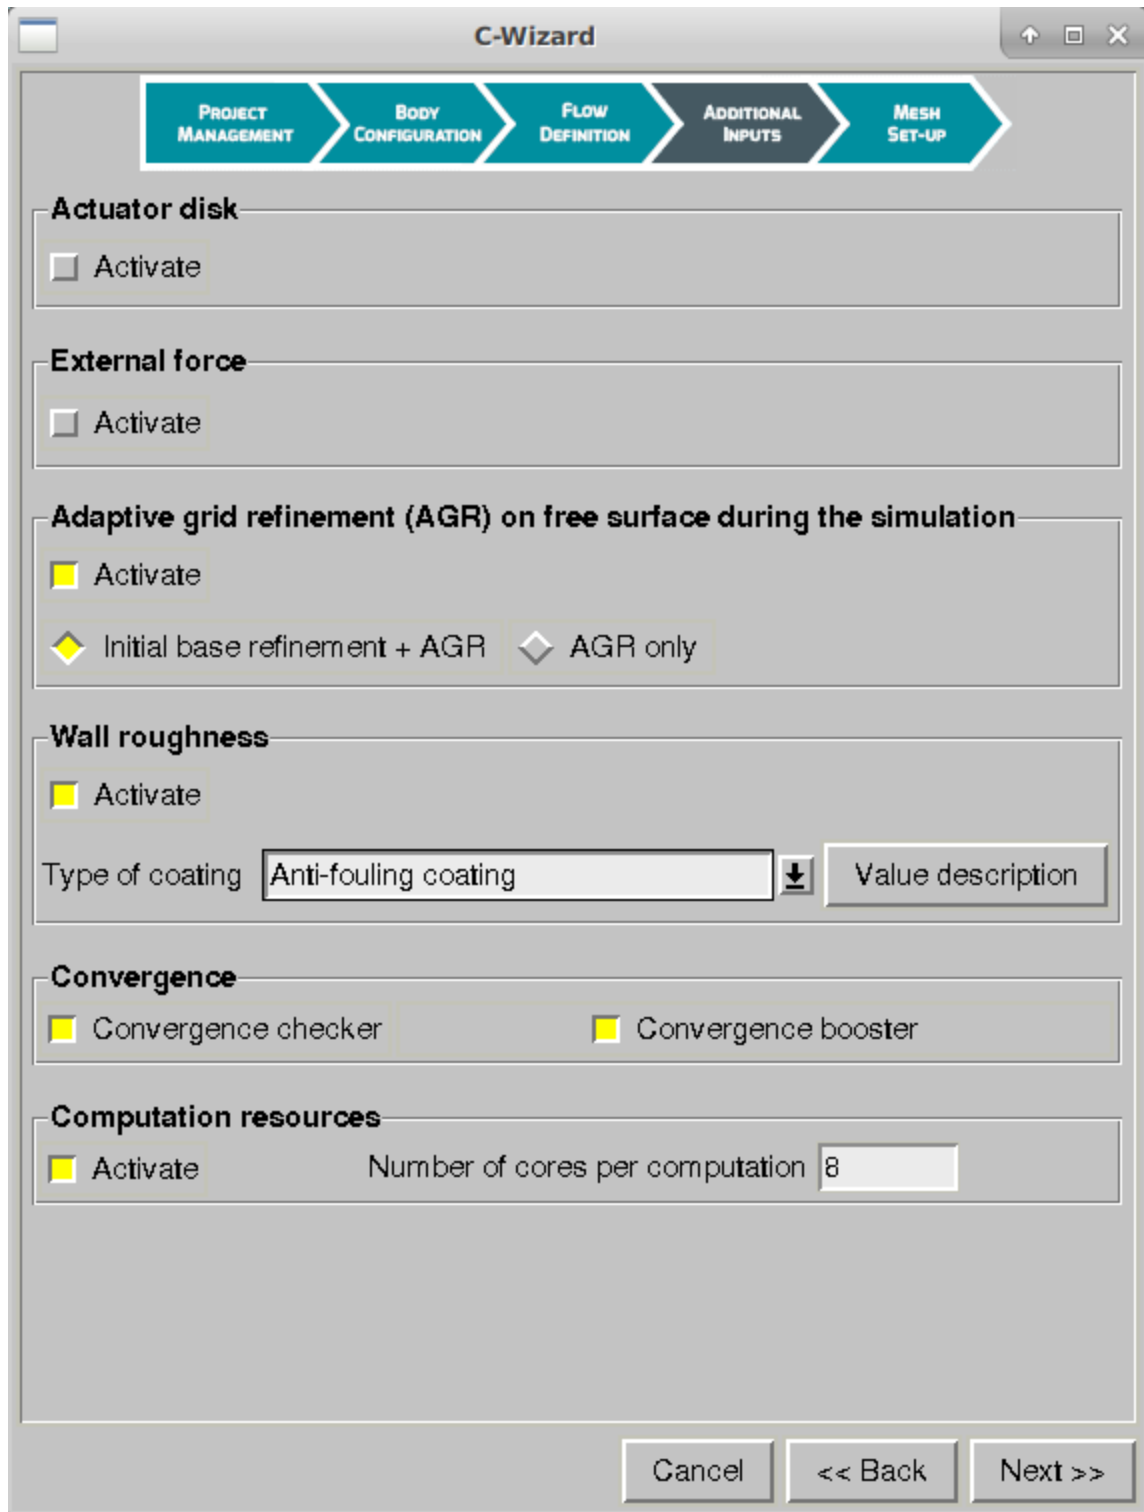 C-Wizard
PROJECT MANAGEMENT
BODY CONFIGURATION
FLOW DEFINITION
ADDITIONAL INPUTS
MESH SET-UP
Actuator disk
Activate
External force
Activate
Adaptive grid refinement (AGR) on free surface during the simulation
Activate
Initial base refinement + AGR AGR only
Wall roughness
Activate
Type of coating Anti-fouling coating Value description
Convergence
Convergence checker Convergence booster
Computation resources
Activate Number of cores per computation 8
Cancel << Back Next >>